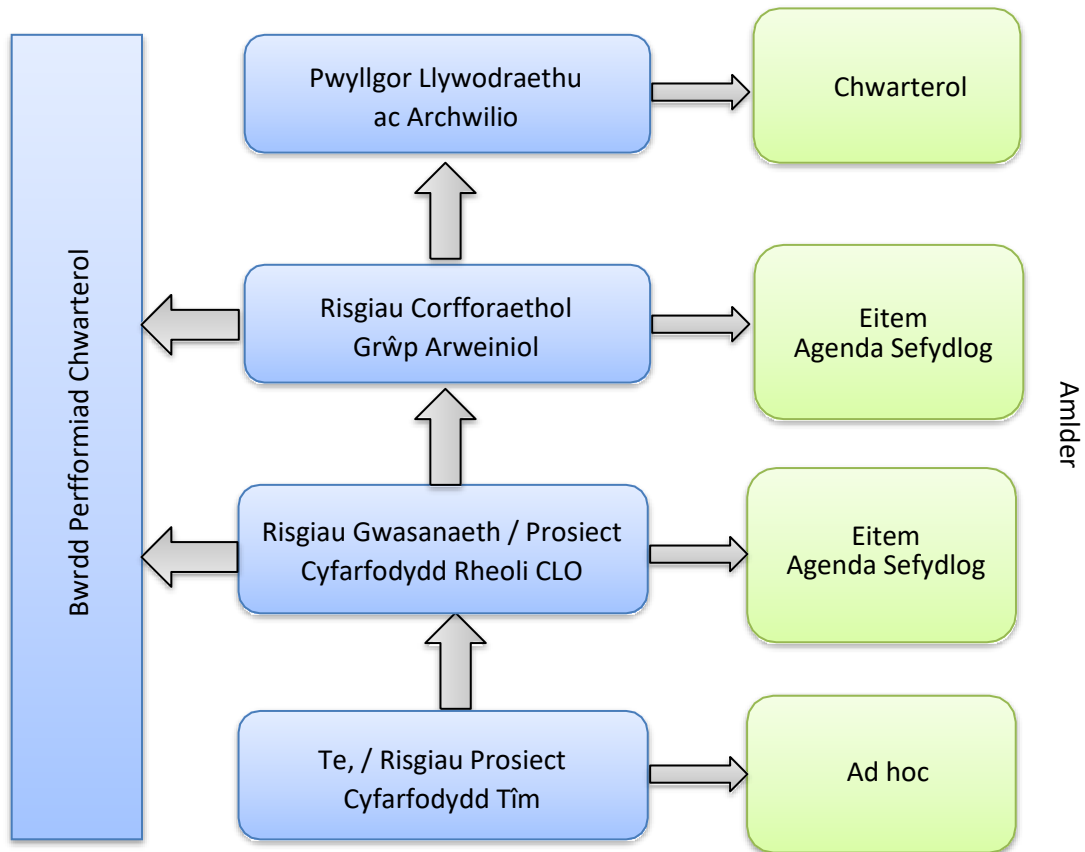 Bwrdd Perfformiad Chwarterol
Pwyllgor Llywodraethu
ac Archwilio
Chwarterol
Risgiau Corfforaethol
Grŵp Arweiniol
Eitem
Agenda Sefydlog
Risgiau Gwasanaeth / Prosiect
Cyfarfodydd Rheoli CLO
Eitem
Agenda Sefydlog
Te, / Risgiau Prosiect
Cyfarfodydd Tîm
Ad hoc
Amlder